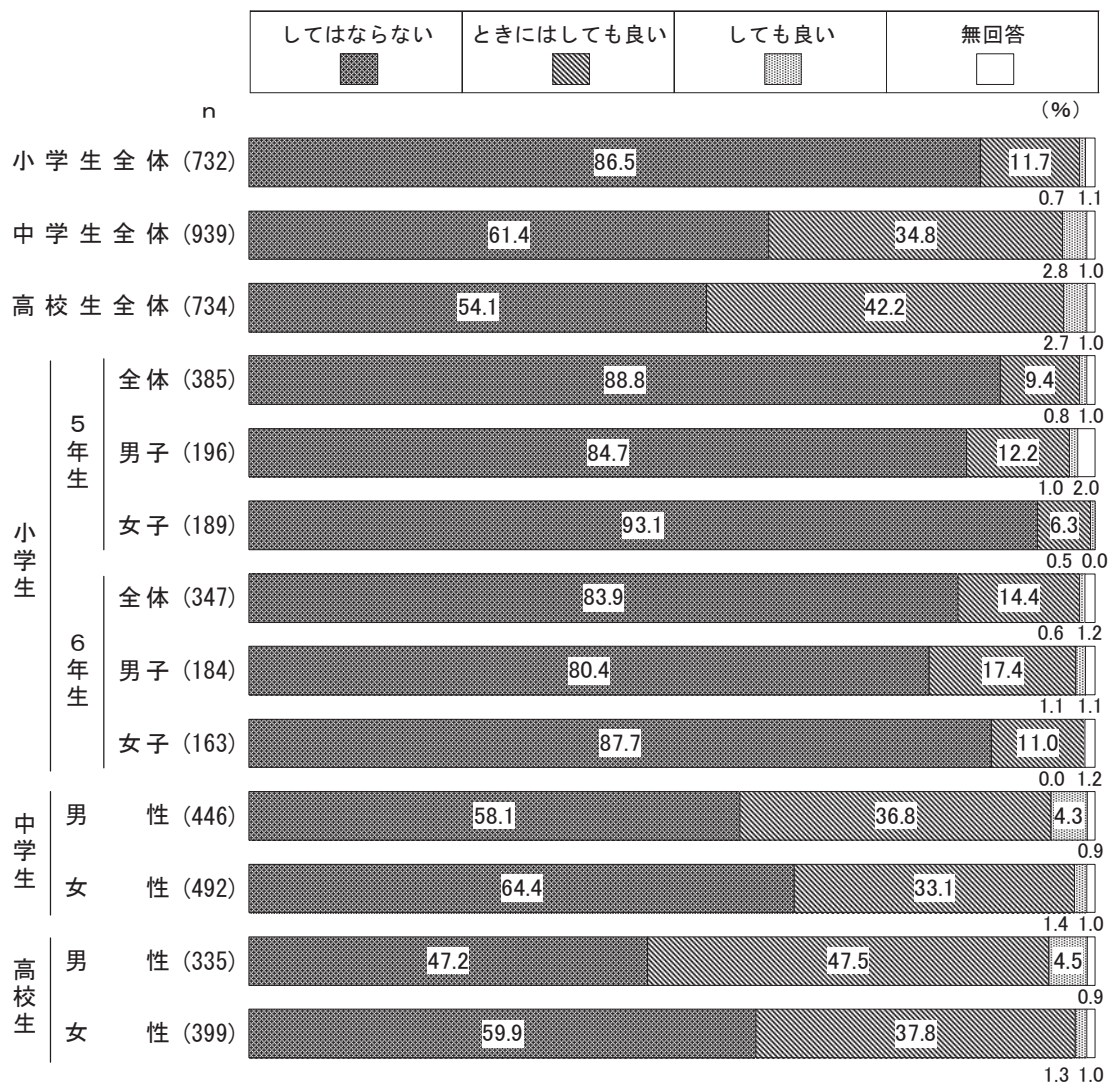 してはならない ときにはしても良い しても良い 無回答
n (%)
小学生全体 (732) 86.5 11.7
0.7 1.1
中学生全体 (939) 61.4 34.8
2.8 1.0
高校生全体 (734) 54.1 42.2
2.7 1.0
小学生
5年生
全体 (385) 88.8 9.4
0.8 1.0
男子 (196) 84.7 12.2
1.0 2.0
女子 (189) 93.1 6.3
0.5 0.0
6年生
全体 (347) 83.9 14.4
0.6 1.2
男子 (184) 80.4 17.4
1.1 1.1
女子 (163) 87.7 11.0
0.0 1.2
中学生
男性 (446) 58.1 36.8 4.3
0.9
女性 (492) 64.4 33.1
1.4 1.0
高校生
男性 (335) 47.2 47.5 4.5
0.9
女性 (399) 59.9 37.8
1.3 1.0